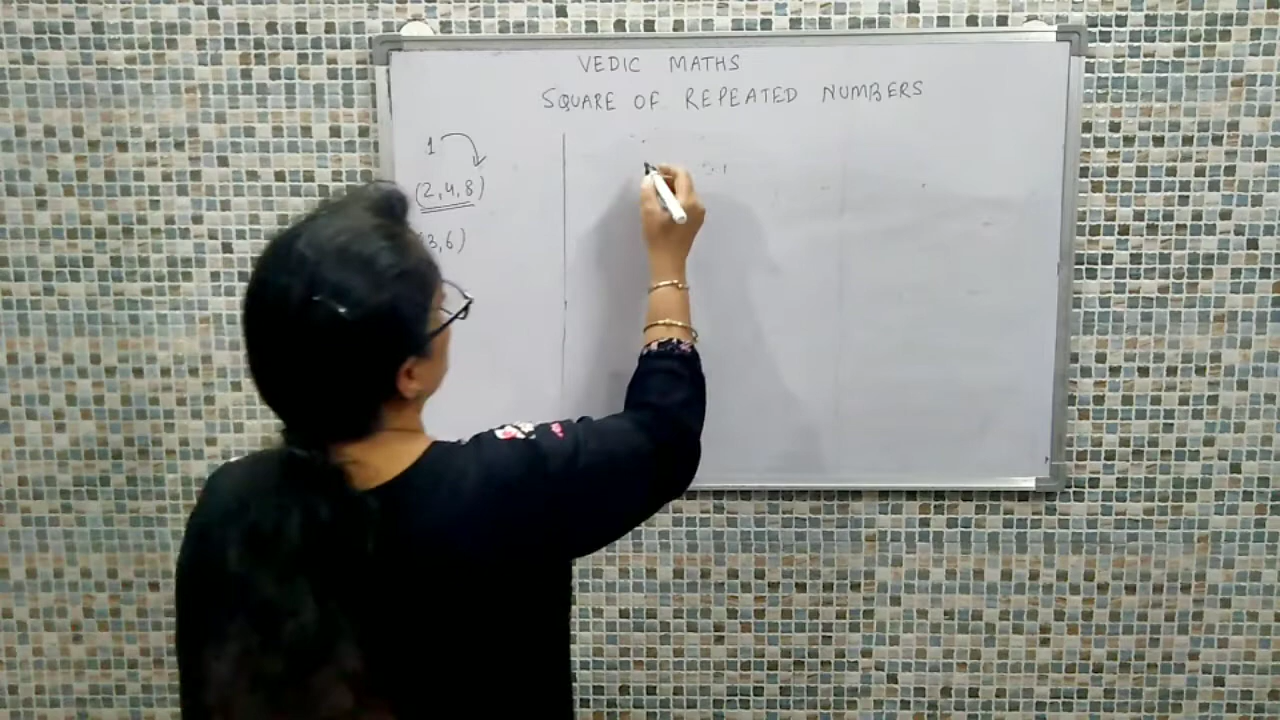 VEDIC MATHS
SQUARE OF REPEATED NUMBERS
1
(2,4,8)
3,6)